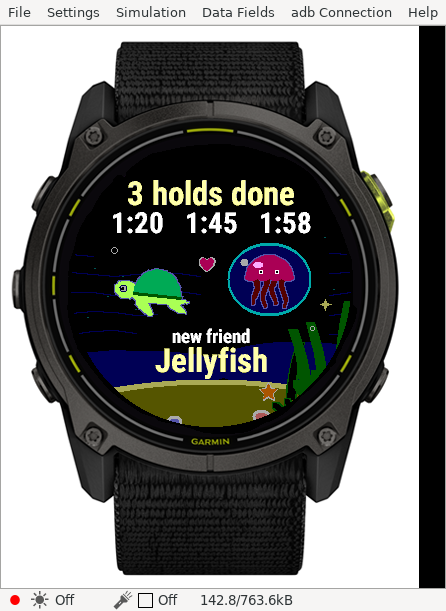 File Settings Simulation Data Fields adb Connection Help
3 holds done
1:20 1:45 1:58
new friend
Jellyfish
GARMIN
Off Off 142.8/763.6kB